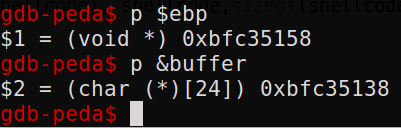 gdb-peda$ p $ebp
$1 = (void *) 0xbfc35158
gdb-peda$ p &buffer
$2 = (char (*)[24]) 0xbfc35138
gdb-peda$